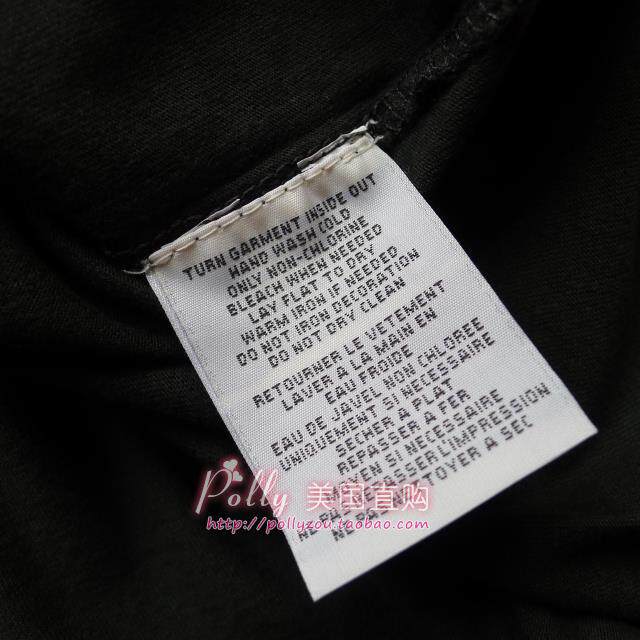 TURN GARMENT INSIDE OUT
HAND WASH COLD
ONLY NON-CHLORINE
BLEACH WHEN NEEDED
LAY FLAT TO DRY
WARM IRON IF NEEDED
DO NOT IRON DECORATION
DO NOT DRY CLEAN
RETOURNER LE VETEMENT
LAVER A LA MAIN EN
EAU FROIDE
EAU DE JAVEL NON CHLOREE
UNIQUEMENT SI NECESSAIRE
SECHER A PLAT
REPASSER A FER
SI NECESSAIRE
NE L'IMPRESSION
NE A SEC
Polly 美国直购
http://pollyzou.taobao.com